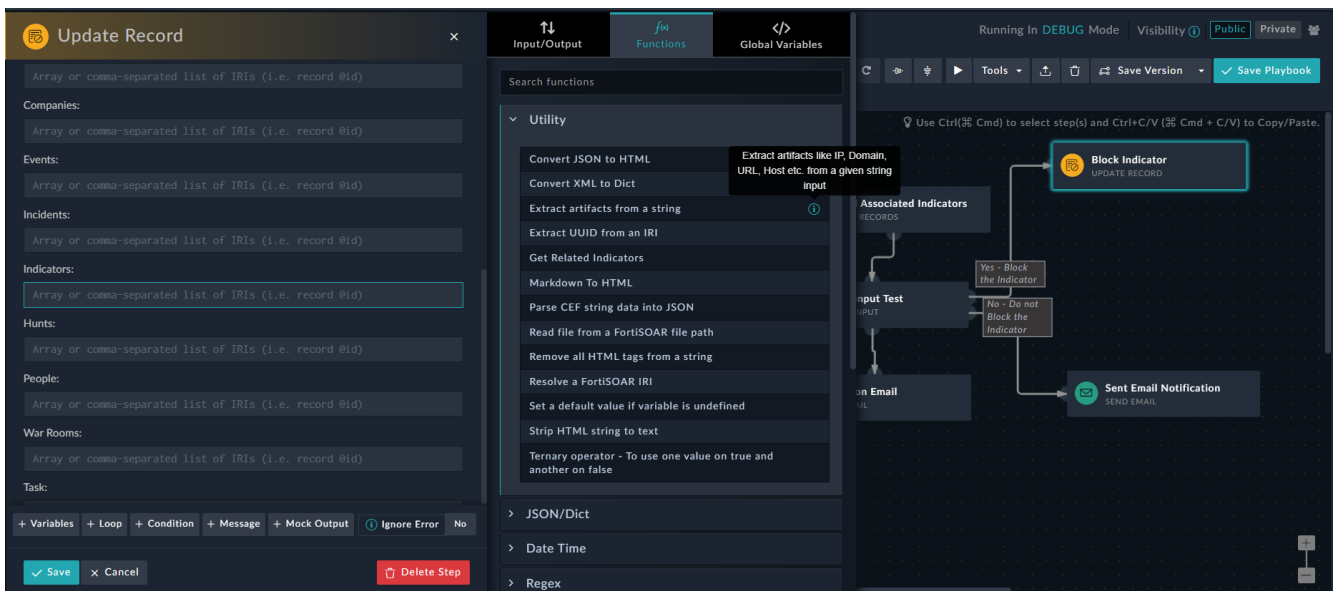 Update Record
×
Array or comma-separated list of IRIs (i.e. record @id)
Companies:
Array or comma-separated list of IRIs (i.e. record @id)
Events:
Array or comma-separated list of IRIs (i.e. record @id)
Incidents:
Array or comma-separated list of IRIs (i.e. record @id)
Indicators:
Array or comma-separated list of IRIs (i.e. record @id)
Hunts:
Array or comma-separated list of IRIs (i.e. record @id)
People:
Array or comma-separated list of IRIs (i.e. record @id)
War Rooms:
Array or comma-separated list of IRIs (i.e. record @id)
Task:
+ Variables + Loop + Condition + Message + Mock Output Ignore Error No
Save × Cancel Delete Step
Input/Output
Functions
Global Variables
Search functions
Utility
Convert JSON to HTML
Convert XML to Dict
Extract artifacts from a string
Extract UUID from an IRI
Get Related Indicators
Markdown To HTML
Parse CEF string data into JSON
Read file from a FortiSOAR file path
Remove all HTML tags from a string
Resolve a FortiSOAR IRI
Set a default value if variable is undefined
Strip HTML string to text
Ternary operator - To use one value on true and
another on false
JSON/Dict
Date Time
Regex
Extract artifacts like IP, Domain,
URL, Host etc. from a given string
input
Running In DEBUG Mode Visibility Public Private
Tools Save Version Save Playbook
Use Ctrl(⌘ Cmd) to select step(s) and Ctrl+C/V (⌘ Cmd + C/V) to Copy/Paste.
Block Indicator
UPDATE RECORD
Associated Indicators
RECORDS
Yes - Block
the Indicator
nput Test
NPUT
No - Do not
Block the
Indicator
on Email
AIL
Sent Email Notification
SEND EMAIL